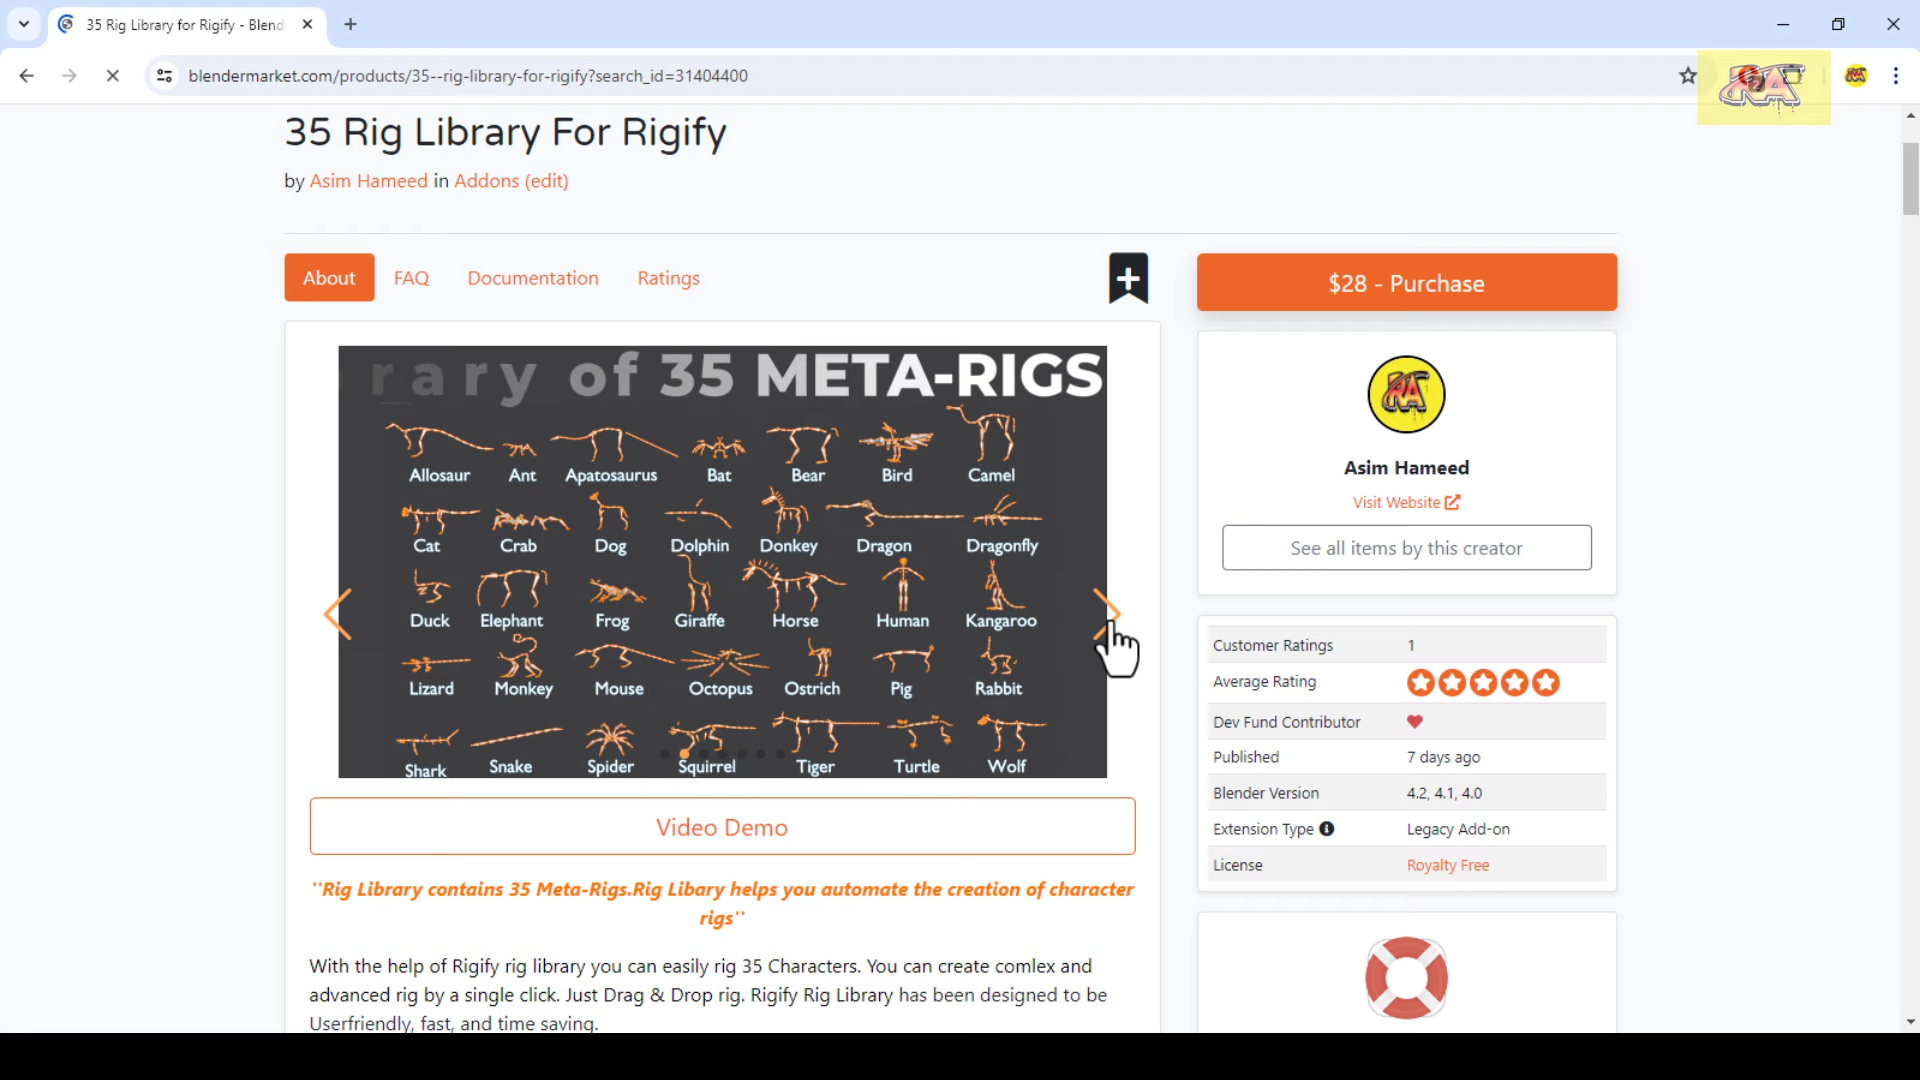 35 Rig Library for Rigify - Blend
blendermarket.com/products/35--rig-library-for-rigify?search_id=31404400
RA
35 Rig Library For Rigify
by Asim Hameed in Addons (edit)
About FAQ Documentation Ratings
$28 - Purchase
rary of 35 META-RIGS
Allosaur Ant Apatosaurus Bat Bear Bird Camel
Cat Crab Dog Dolphin Donkey Dragon Dragonfly
Duck Elephant Frog Giraffe Horse Human Kangaroo
Lizard Monkey Mouse Octopus Ostrich Pig Rabbit
Shark Snake Spider Squirrel Tiger Turtle Wolf
Video Demo
''Rig Library contains 35 Meta-Rigs.Rig Libary helps you automate the creation of character
rigs''
With the help of Rigify rig library you can easily rig 35 Characters. You can create comlex and
advanced rig by a single click. Just Drag & Drop rig. Rigify Rig Library has been designed to be
Userfriendly, fast, and time saving.
RA
Asim Hameed
Visit Website
See all items by this creator
Customer Ratings 1
Average Rating
Dev Fund Contributor
Published 7 days ago
Blender Version 4.2, 4.1, 4.0
Extension Type Legacy Add-on
License Royalty Free